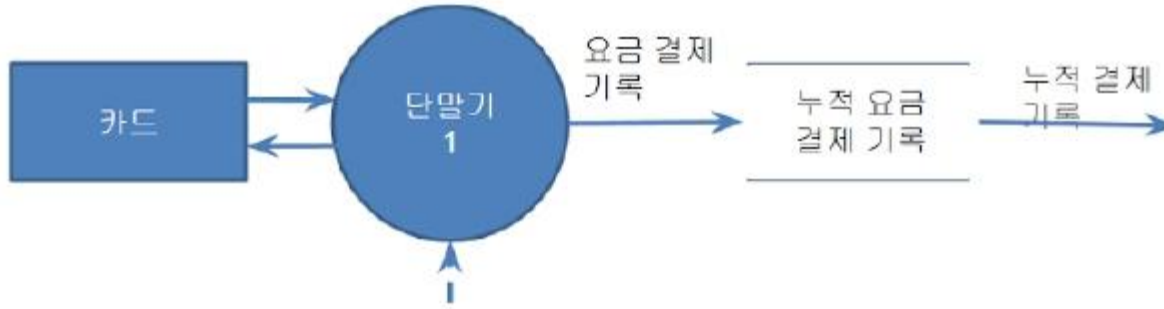 카드
단말기
1
요금 결제
기록
누적 요금
결제 기록
누적 결제
기록